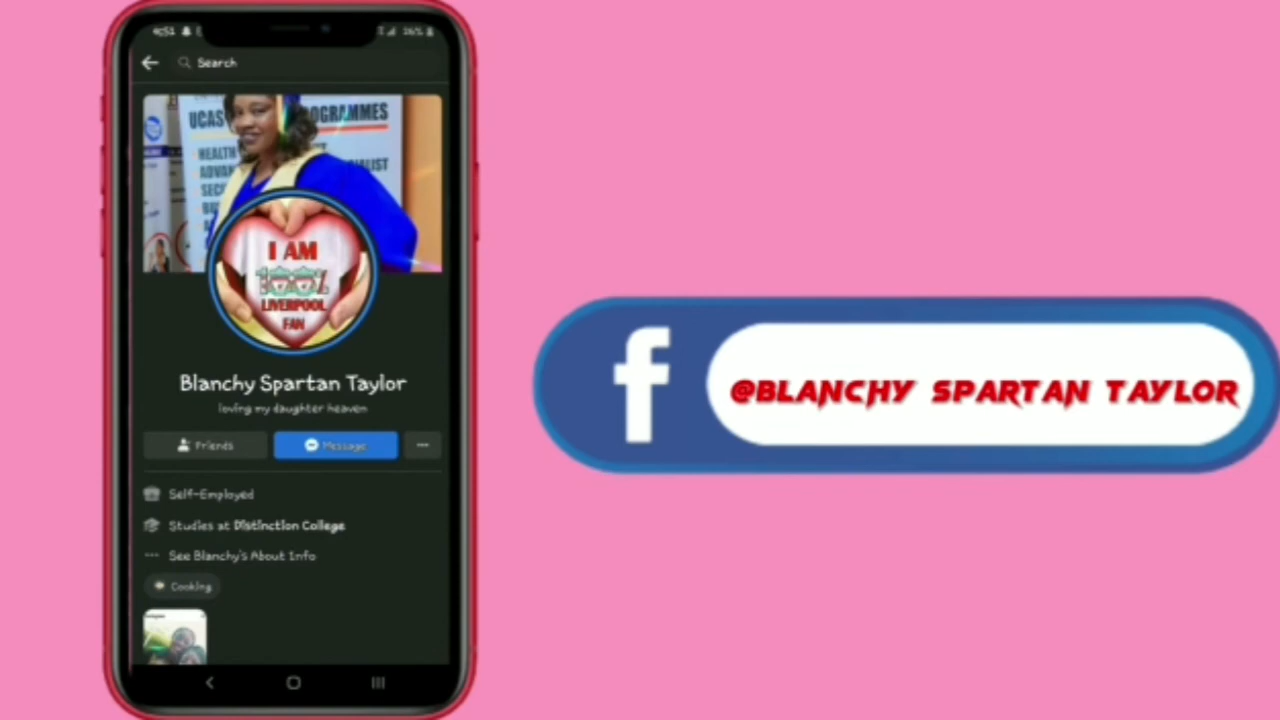 Search
UCAS
PROGRAMMES
HEALTH
I AM
100%
LIVERPOOL
FAN
Blanchy Spartan Taylor
loving my daughter heaven
Friends
Message
Self-Employed
Studies at Distinction College
See Blanchy's About Info
Cooking
@BLANCHY SPARTAN TAYLOR